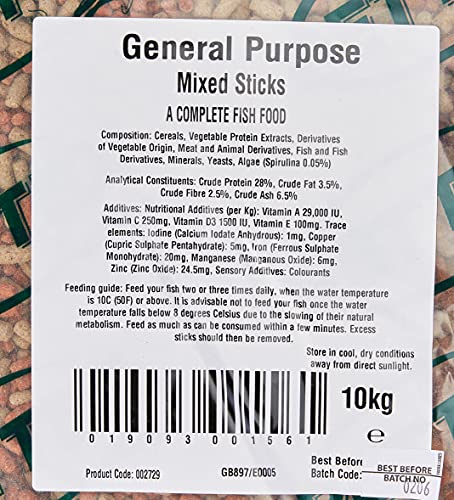 General Purpose
Mixed Sticks
A COMPLETE FISH FOOD
Composition: Cereals, Vegetable Protein Extracts, Derivatives
of Vegetable Origin, Meat and Animal Derivatives, Fish and Fish
Derivatives, Minerals, Yeasts, Algae (Spirulina 0.05%)
Analytical Constituents: Crude Protein 28%, Crude Fat 3.5%,
Crude Fibre 2.5%, Crude Ash 6.5%
Additives: Nutritional Additives (per Kg): Vitamin A 29,000 IU,
Vitamin C 250mg, Vitamin D3 1500 IU, Vitamin E 100mg. Trace
elements: Iodine (Calcium Iodate Anhydrous): 1mg, Copper
(Cupric Sulphate Pentahydrate): 5mg, Iron (Ferrous Sulphate
Monohydrate): 20mg, Manganese (Manganous Oxide): 6mg,
Zinc (Zinc Oxide): 24.5mg, Sensory Additives: Colourants
Feeding guide: Feed your fish two or three times daily, when the water temperature
is 10C (50F) or above. It is advisable not to feed your fish once the water
temperature falls below 8 degrees Celsius due to the slowing of their natural
metabolism. Feed as much as can be consumed within a few minutes. Excess
sticks should then be removed.
Store in cool, dry conditions
away from direct sunlight.
10kg
e
019093 001561
Product Code: 002729
GB897/E0005
Best Before
Batch Code:
BEST BEFORE
BATCH NO
0206